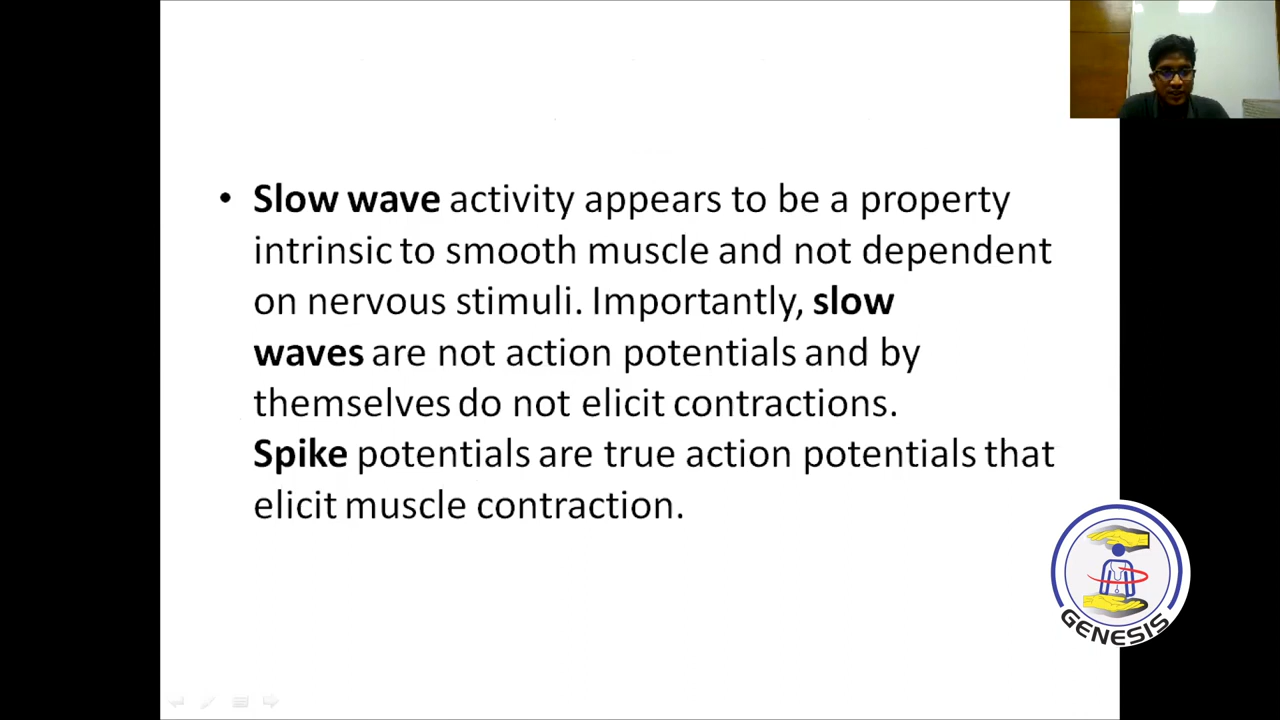 • Slow wave activity appears to be a property
intrinsic to smooth muscle and not dependent
on nervous stimuli. Importantly, slow
waves are not action potentials and by
themselves do not elicit contractions.
Spike potentials are true action potentials that
elicit muscle contraction.
GENESIS